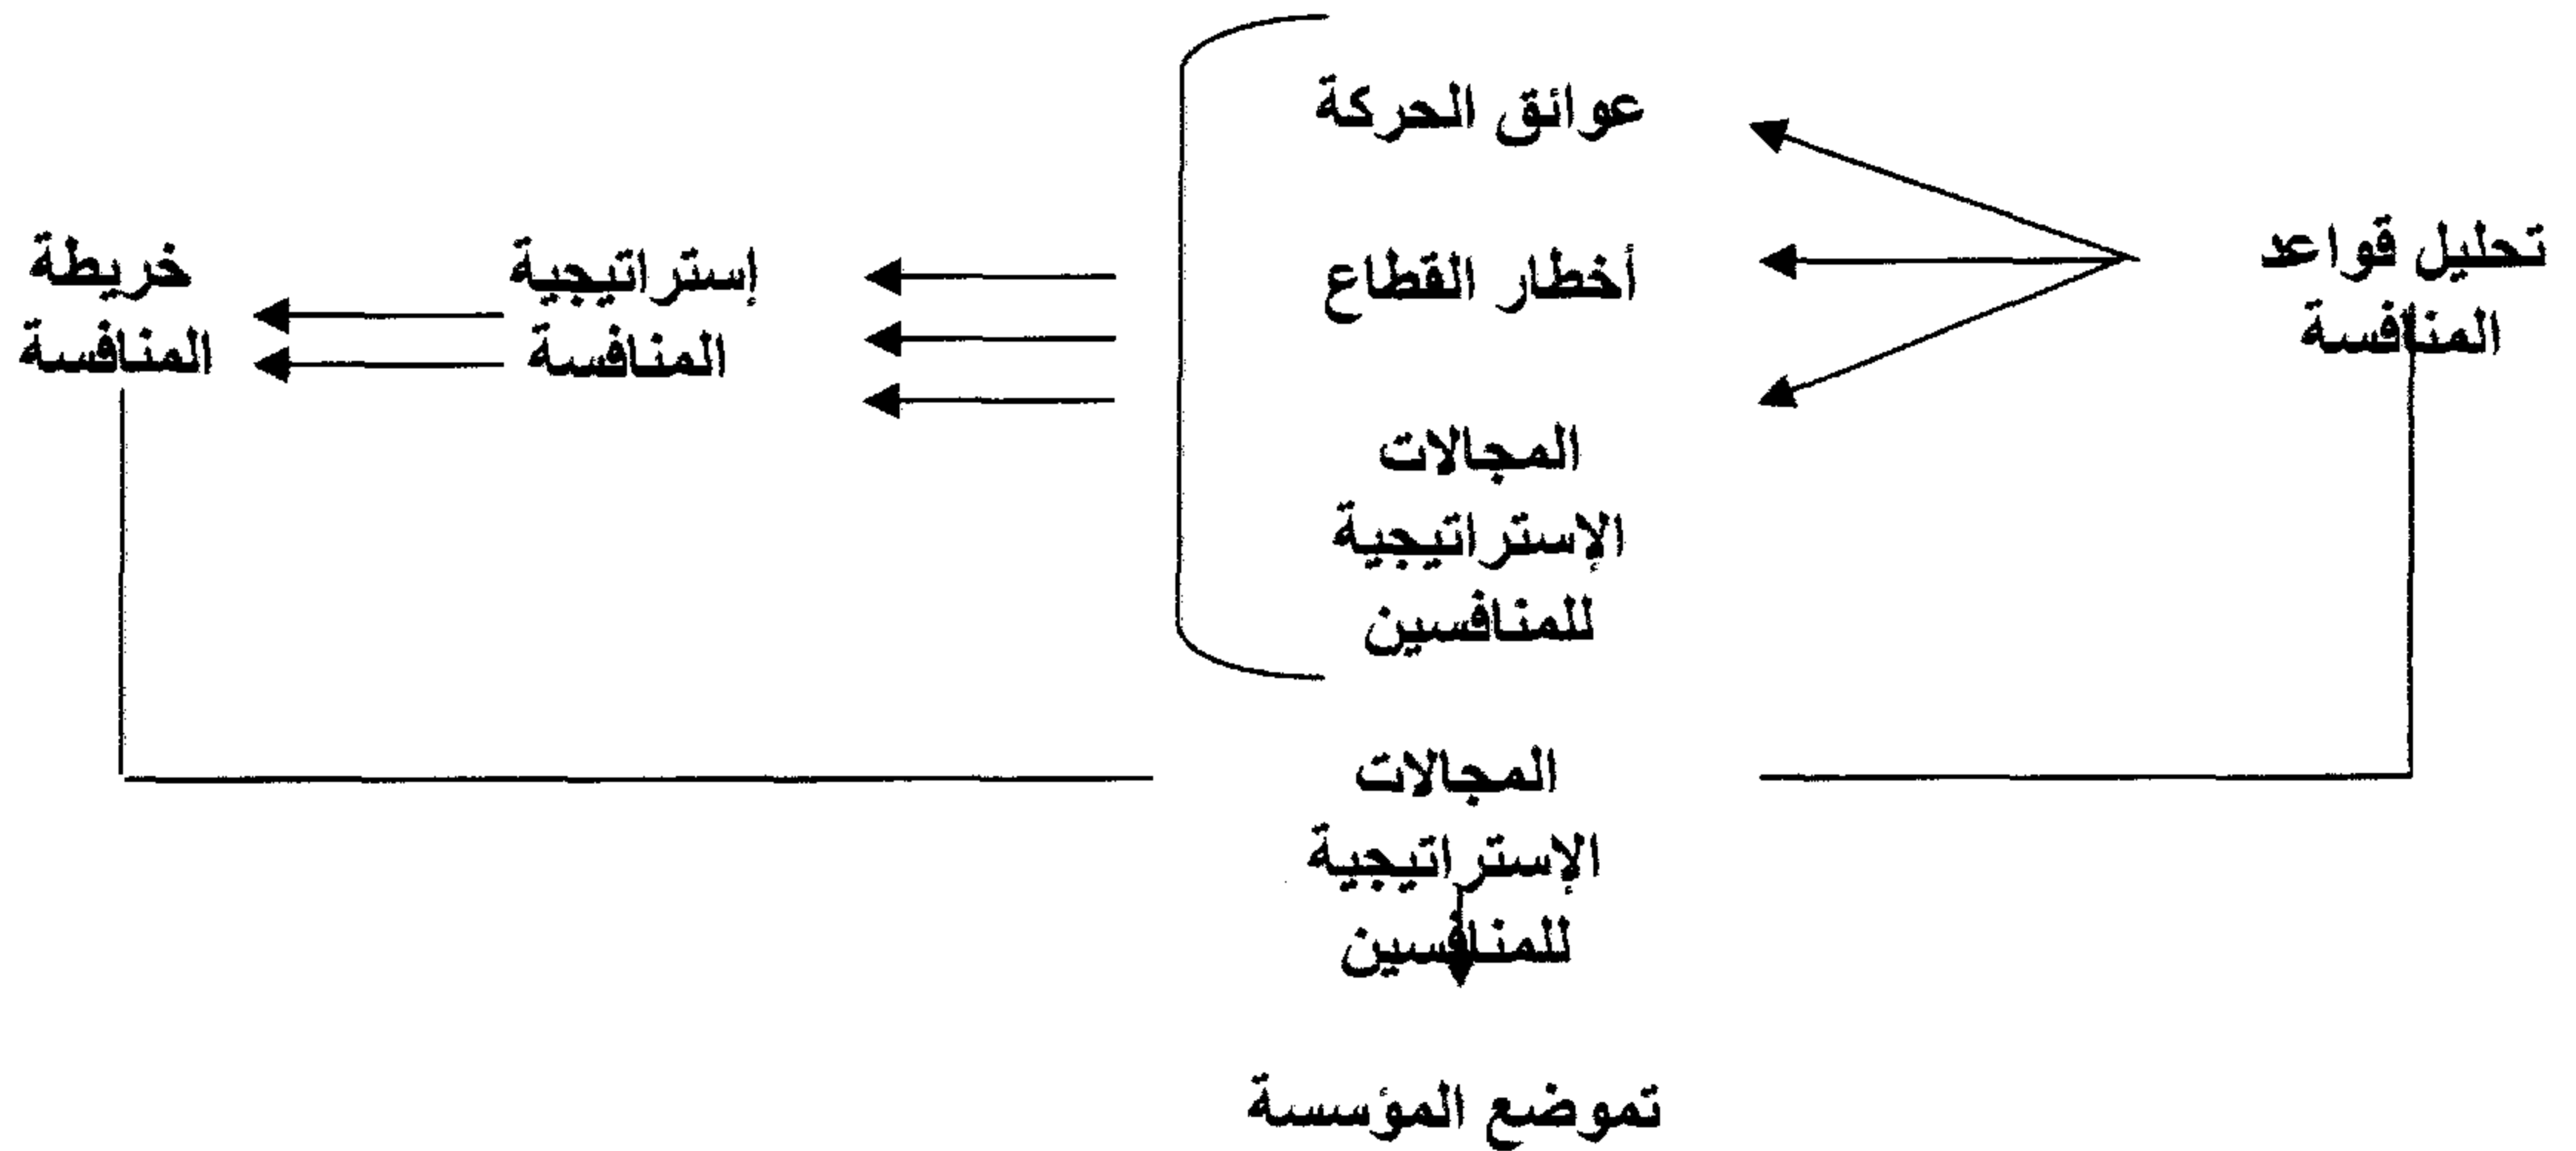 تحليل قواعد
المنافسة
عوائق الحركة
أخطار القطاع
المجالات
الإستراتيجية
للمنافسين
إستراتيجية
المنافسة
خريطة
المنافسة
المجالات
الإستراتيجية
للمنافسين
تموضع المؤسسة